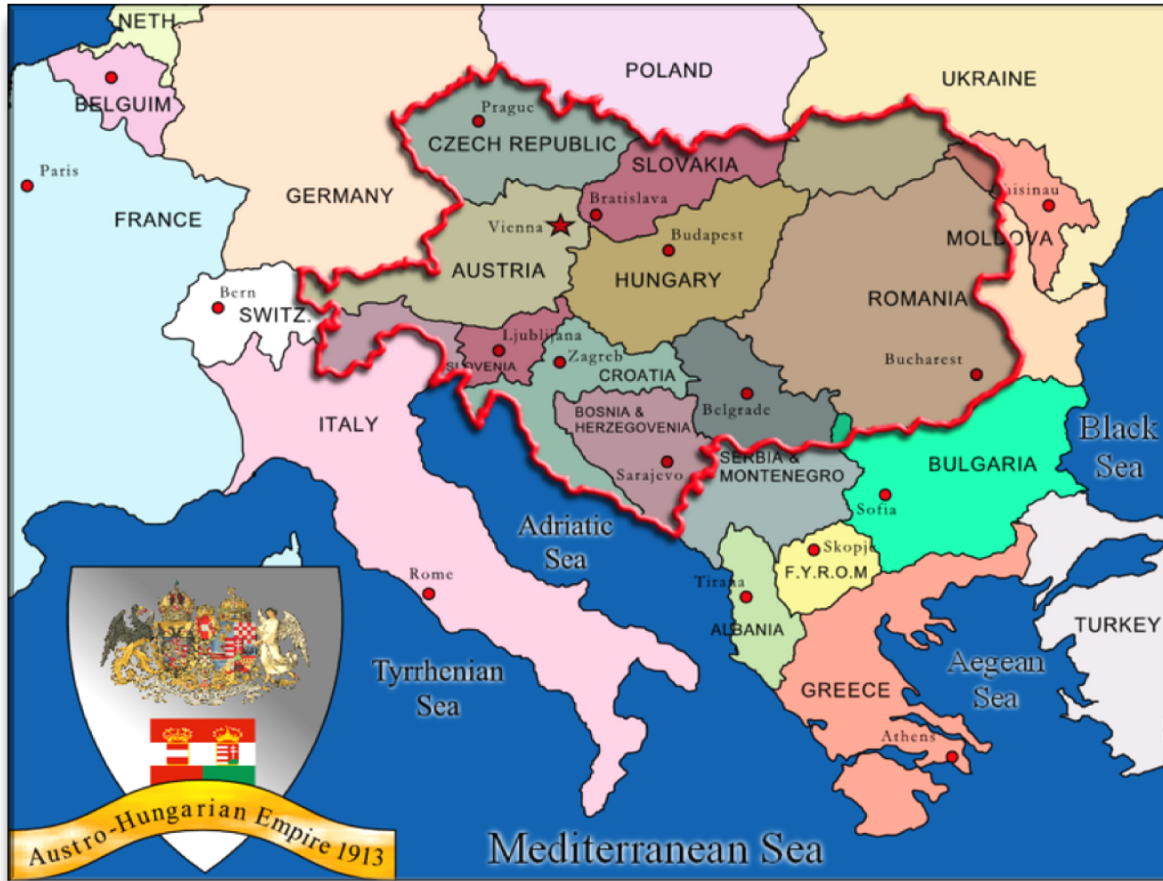 NETH.
POLAND
UKRAINE
BELGUIM
Prague
CZECH REPUBLIC
SLOVAKIA
Paris
GERMANY
FRANCE
Bratislava
Vienna
Budapest
MOLDOVA
AUSTRIA
HUNGARY
Bern
SWITZ.
ROMANIA
Ljublijana
SLOVENIA
Zagreb
CROATIA
Bucharest
ITALY
BOSNIA &
HERZEGOVENIA
Belgrade
Black
Sea
SERBIA &
MONTENEGRO
Sarajevo
BULGARIA
Sofia
Adriatic
Sea
Skopje
F.Y.R.O.M
Rome
Tirana
ALBANIA
TURKEY
Tyrrhenian
Sea
Aegean
Sea
GREECE
Athens
Austro-Hungarian Empire 1913
Mediterranean Sea